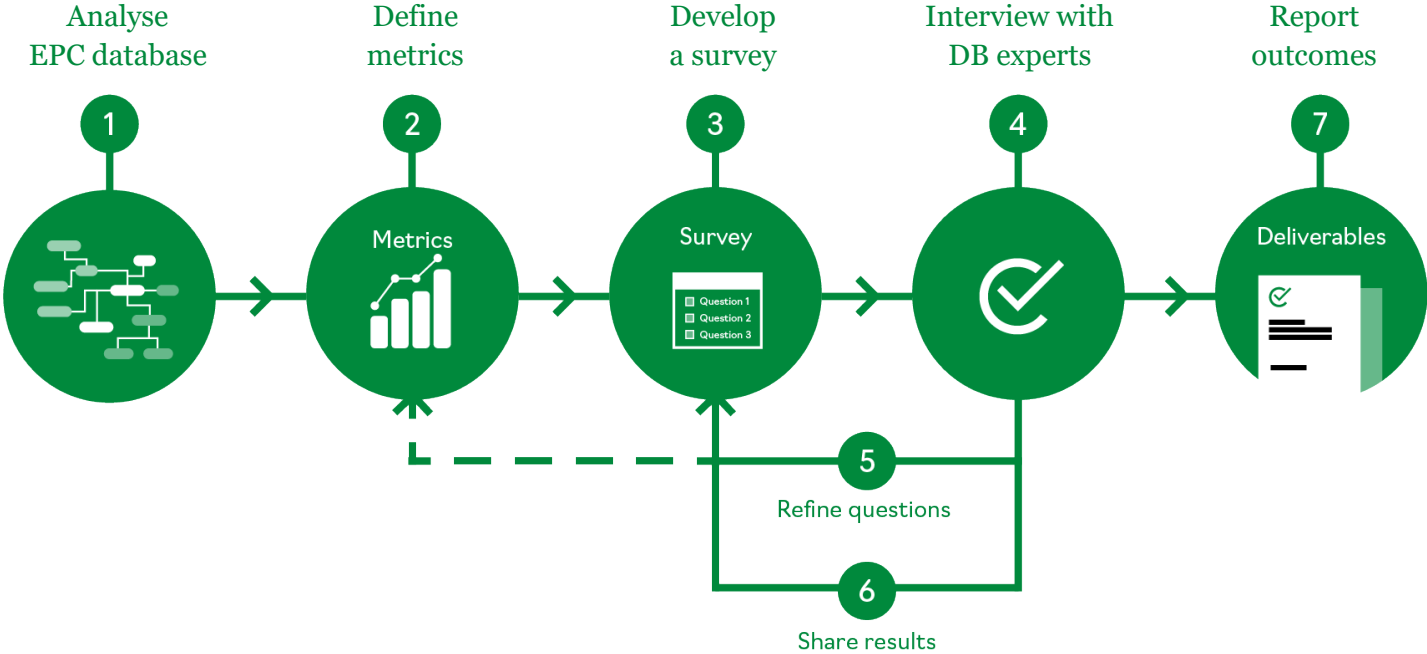 Analyse
EPC database
Define
metrics
Develop
a survey
Interview with
DB experts
Report
outcomes
1
2
3
4
7
Metrics
Survey
Question 1
Question 2
Question 3
Deliverables
5
Refine questions
6
Share results